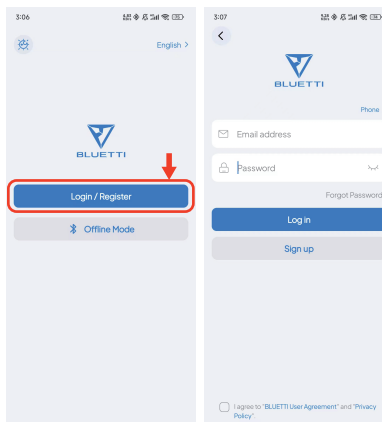 3:06
English >
BLUETTI
Login / Register
Offline Mode
3:07
BLUETTI
Phone
Email address
Password
Forgot Password
Log in
Sign up
I agree to "BLUETTI User Agreement" and "Privacy
Policy".